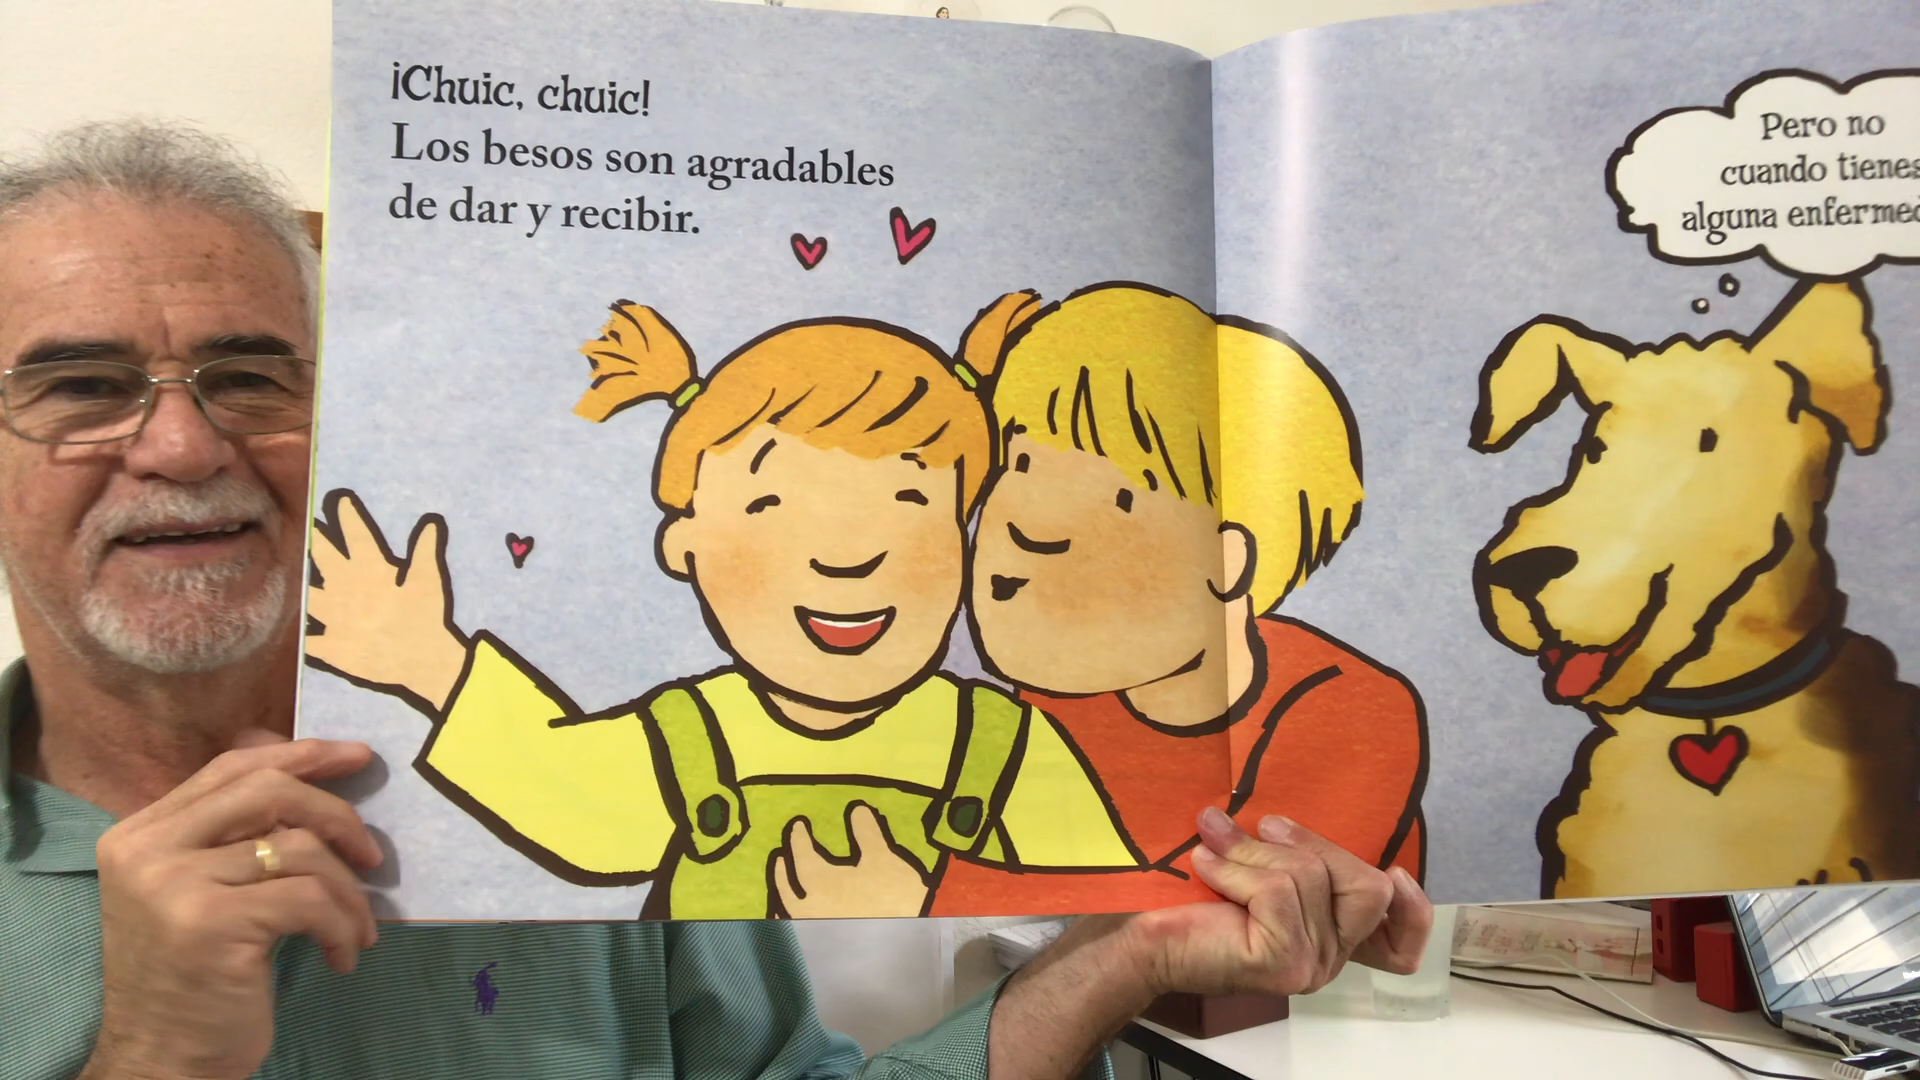 ¡Chuic, chuic!
Los besos son agradables
de dar y recibir.
Pero no
cuando tienes
alguna enfermed